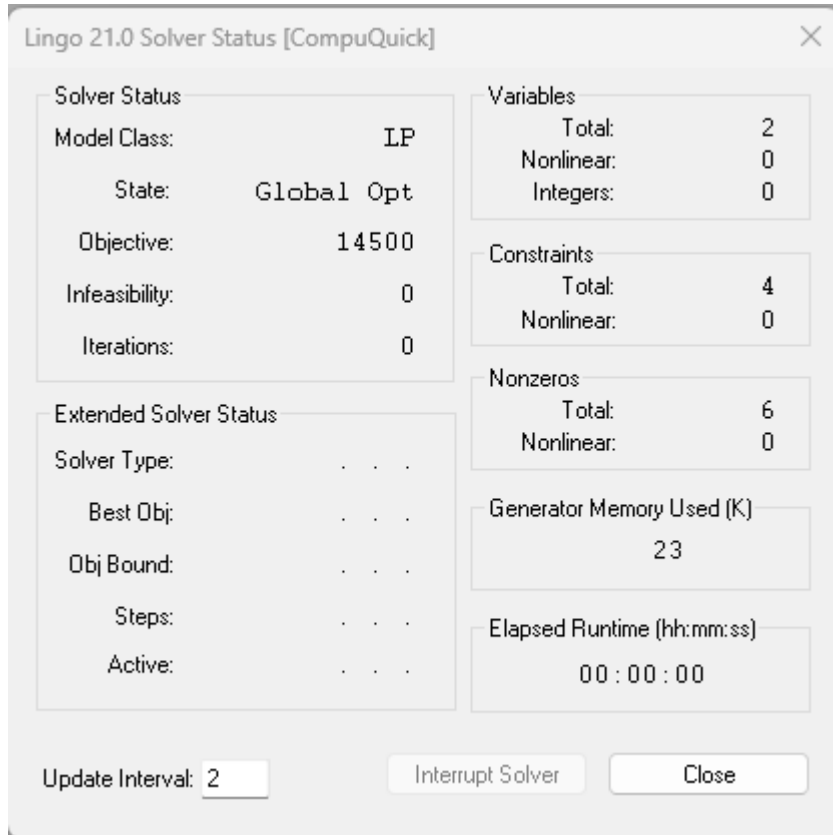 Lingo 21.0 Solver Status [CompuQuick]
Solver Status
Model Class: LP
State: Global Opt
Objective: 14500
Infeasibility: 0
Iterations: 0
Extended Solver Status
Solver Type: . . .
Best Obj: . . .
Obj Bound: . . .
Steps: . . .
Active: . . .
Variables
Total: 2
Nonlinear: 0
Integers: 0
Constraints
Total: 4
Nonlinear: 0
Nonzeros
Total: 6
Nonlinear: 0
Generator Memory Used (K)
23
Elapsed Runtime (hh:mm:ss)
00:00:00
Update Interval: 2
Interrupt Solver
Close